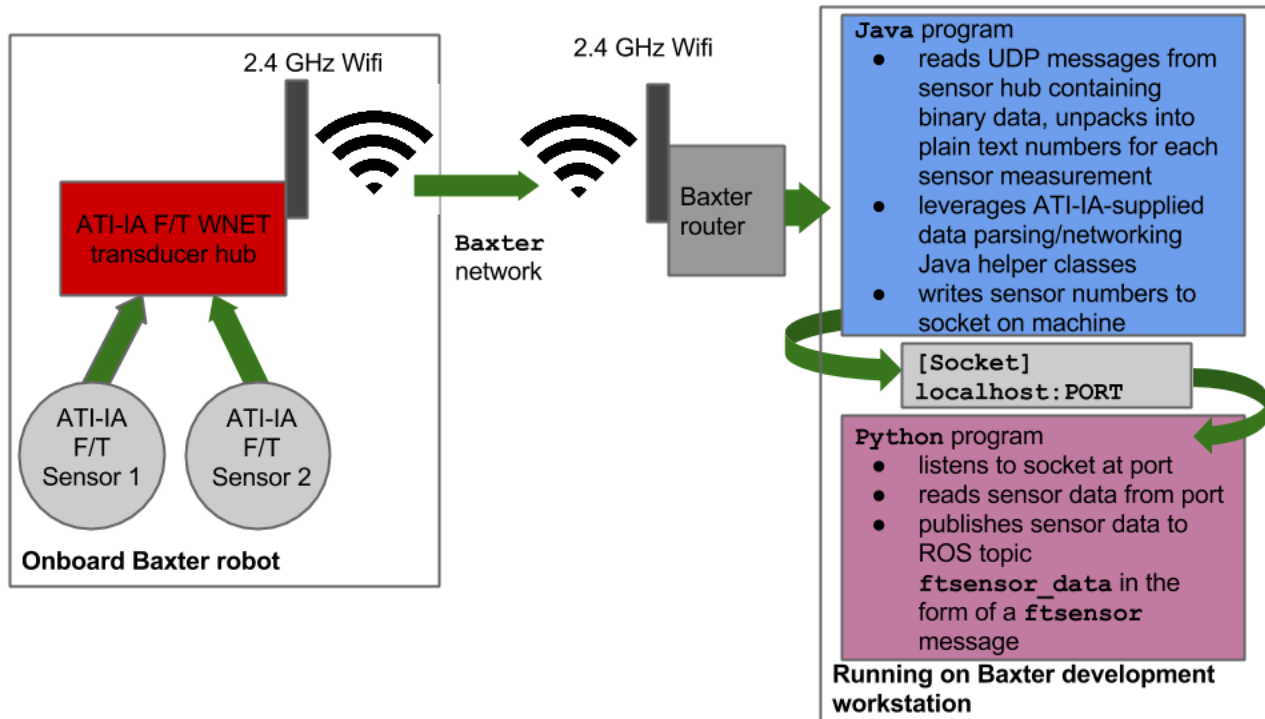 2.4 GHz Wifi
ATI-IA F/T WNET
transducer hub
ATI-IA
F/T
Sensor 1
ATI-IA
F/T
Sensor 2
Onboard Baxter robot
Baxter
network
2.4 GHz Wifi
Baxter
router
Java program
● reads UDP messages from
sensor hub containing
binary data, unpacks into
plain text numbers for each
sensor measurement
● leverages ATI-IA-supplied
data parsing/networking
Java helper classes
● writes sensor numbers to
socket on machine
[Socket]
localhost:PORT
Python program
● listens to socket at port
● reads sensor data from port
● publishes sensor data to
ROS topic
ftsensor_data in the
form of a ftsensor
message
Running on Baxter development
workstation